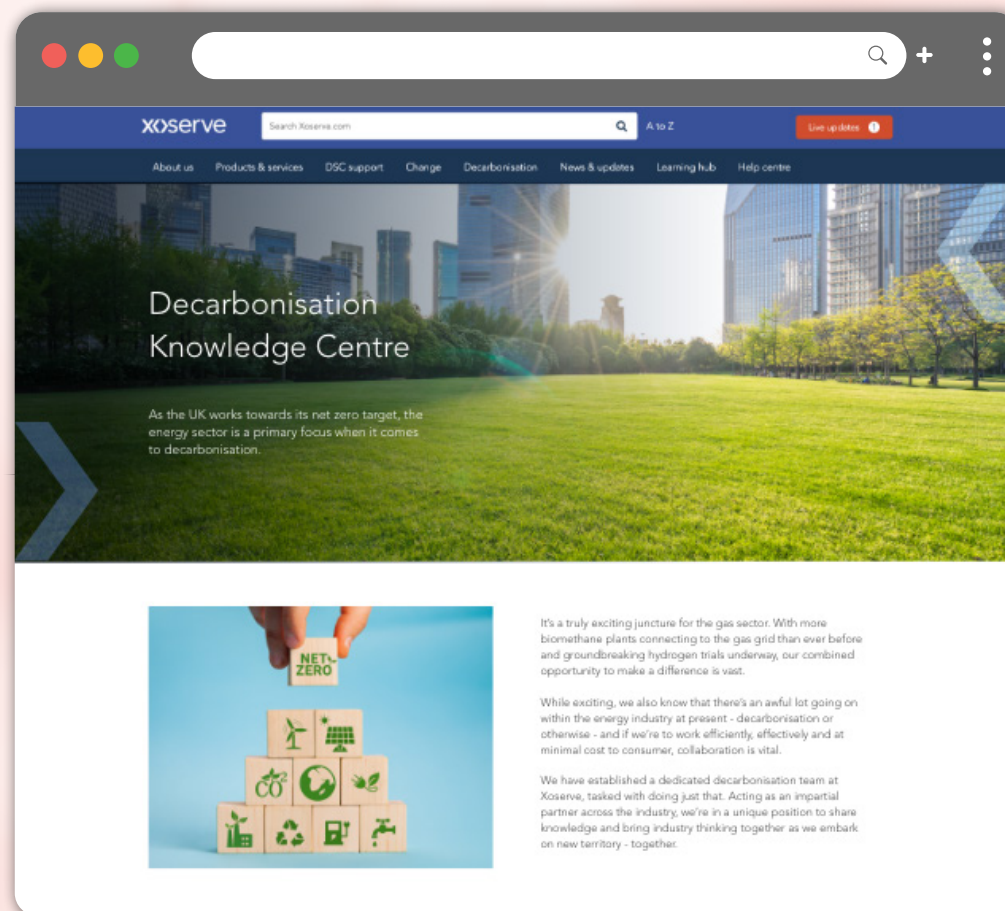 xoserve
Search Xoserve.com
A to Z
Live updates 1
About us Products & services DSC support Change Decarbonisation News & updates Learning hub Help centre
Decarbonisation
Knowledge Centre
As the UK works towards its net zero target, the
energy sector is a primary focus when it comes
to decarbonisation.
NET
ZERO
CO2
It's a truly exciting juncture for the gas sector. With more
biomethane plants connecting to the gas grid than ever before
and groundbreaking hydrogen trials underway, our combined
opportunity to make a difference is vast.
While exciting, we also know that there's an awful lot going on
within the energy industry at present - decarbonisation or
otherwise - and if we're to work efficiently, effectively and at
minimal cost to consumer, collaboration is vital.
We have established a dedicated decarbonisation team at
Xoserve, tasked with doing just that. Acting as an impartial
partner across the industry, we're in a unique position to share
knowledge and bring industry thinking together as we embark
on new territory - together.